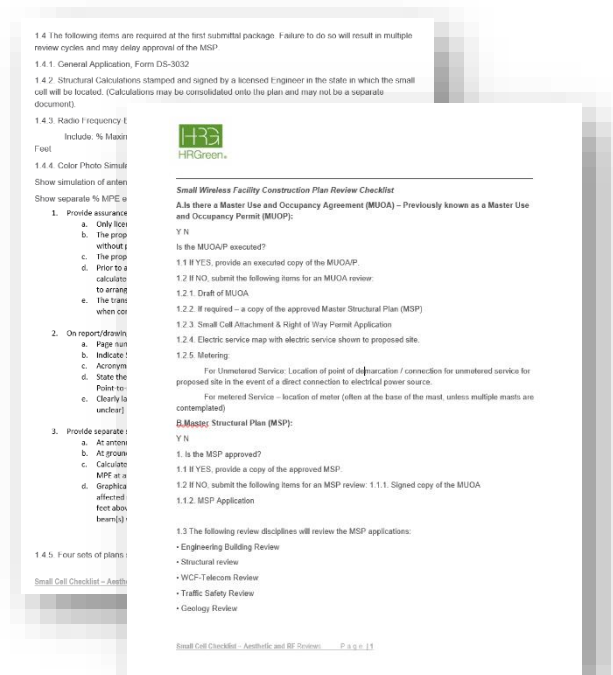 1.4 The following items are required at the first submittal package. Failure to do so will result in multiple
review cycles and may delay approval of the MSP.
1.4.1. General Application, Form DS-3032
1.4.2. Structural Calculations stamped and signed by a licensed Engineer in the state in which the small
cell will be located. (Calculations may be consolidated onto the plan and may not be a separate
document).
1.4.3. Radio Frequency
Include: % Maxim
Feet
1.4.4. Color Photo Simula
Show simulation of anten
Show separate % MPE
1. Provide assurance
a. Only lice
b. The prop
without p
c. The prop
d. Prior to a
calculate
to arrang
e. The trans
when co
2. On report/drawin
a. Page num
b. Indicate
c. Acronym
d. State the
Point-to-
e. Clearly la
unclear]
3. Provide separate
a. At anten
b. At groun
c. Calculate
MPE at a
d. Graphica
affected
feet abov
beam(s)
1.4.5. Four sets of plans
Small Cell Checklist – Aesth
HRG
HRGreen®
Small Wireless Facility Construction Plan Review Checklist
A.Is there a Master Use and Occupancy Agreement (MUOA) – Previously known as a Master Use
and Occupancy Permit (MUOP):
Y N
Is the MUOA/P executed?
1.1 If YES, provide an executed copy of the MUOA/P.
1.2 If NO, submit the following items for an MUOA review:
1.2.1. Draft of MUOA
1.2.2. If required – a copy of the approved Master Structural Plan (MSP)
1.2.3. Small Cell Attachment & Right of Way Permit Application
1.2.4. Electric service map with electric service shown to proposed site.
1.2.5. Metering:
For Unmetered Service: Location of point of demarcation / connection for unmetered service for
proposed site in the event of a direct connection to electrical power source.
For metered Service – location of meter (often at the base of the mast, unless multiple masts are
contemplated)
B.Master Structural Plan (MSP):
Y N
1. Is the MSP approved?
1.1 If YES, provide a copy of the approved MSP.
1.2 If NO, submit the following items for an MSP review: 1.1.1. Signed copy of the MUOA
1.1.2. MSP Application
1.3 The following review disciplines will review the MSP applications:
• Engineering Building Review
• Structural review
• WCF-Telecom Review
• Traffic Safety Review
• Geology Review
Small Cell Checklist – Aesthetic and RF Reviews Page | 1